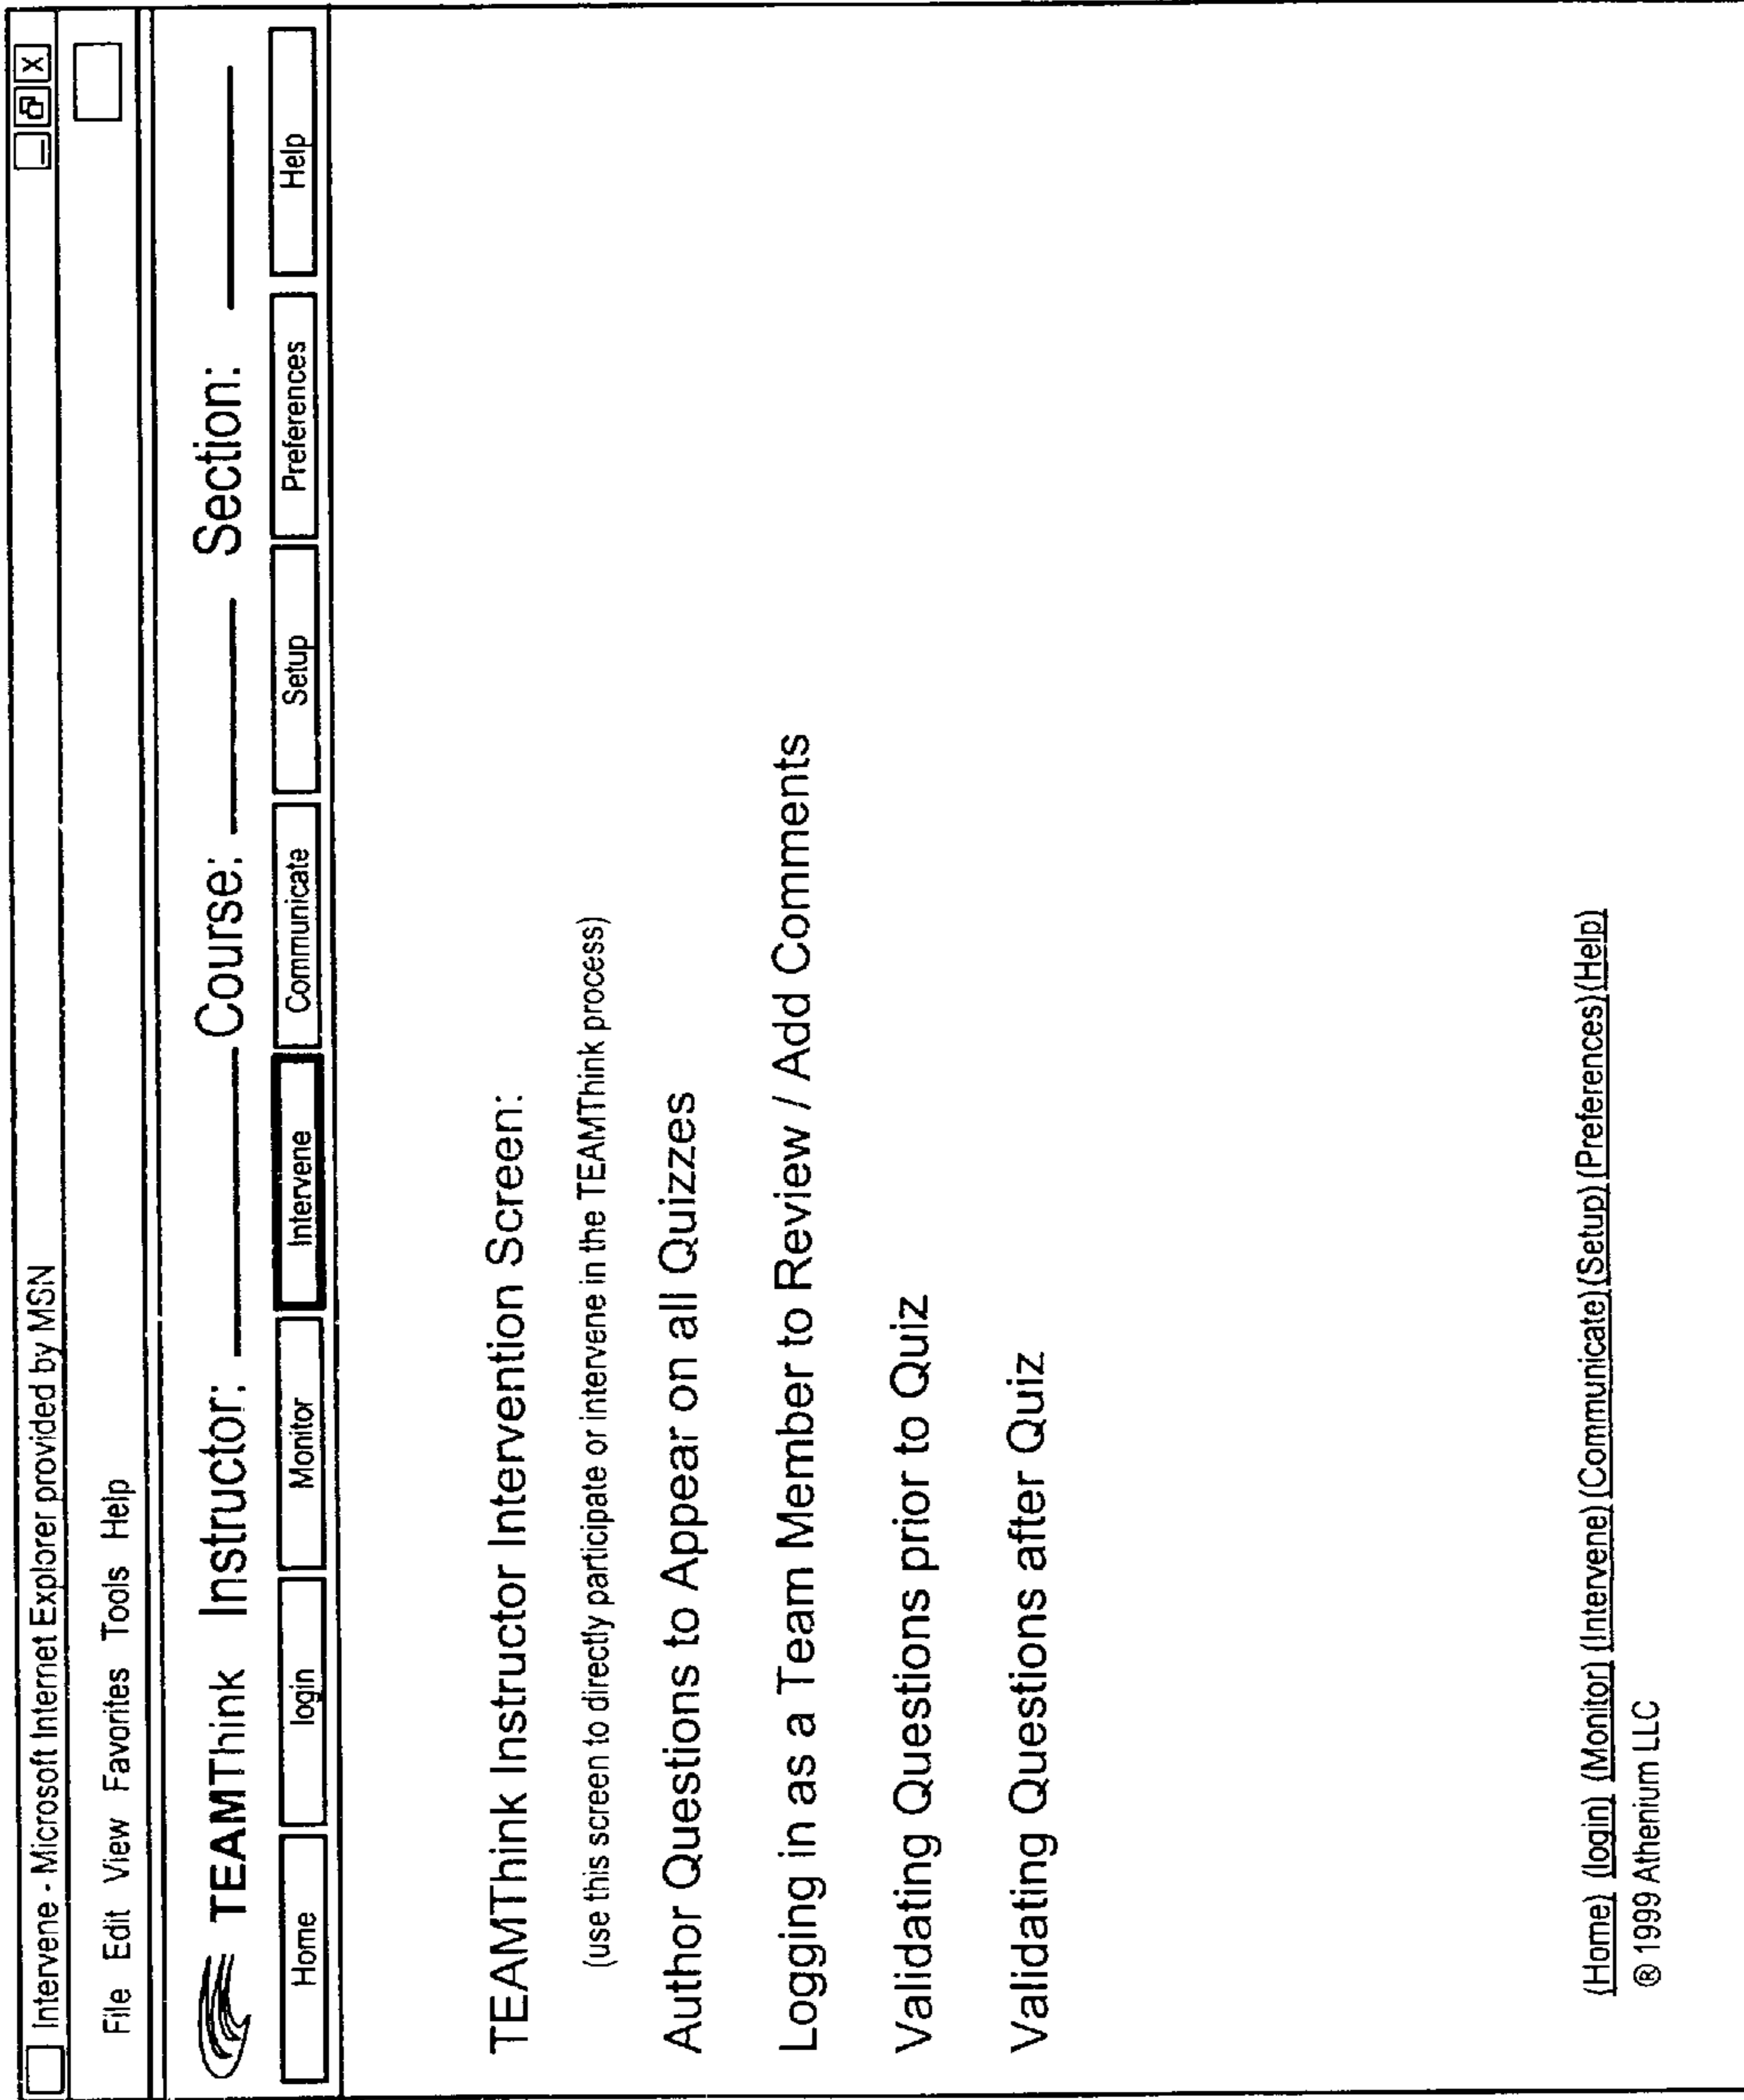 Intervene - Microsoft Internet Explorer provided by MSN
File Edit View Favorites Tools Help
TEAMThink Instructor: Course: Section:
Home login Monitor Intervene Communicate Setup Preferences Help
TEAMThink Instructor Intervention Screen:
(use this screen to directly participate or intervene in the TEAMThink process)
Author Questions to Appear on all Quizzes
Logging in as a Team Member to Review / Add Comments
Validating Questions prior to Quiz
Validating Questions after Quiz
(Home) (login) (Monitor) (Intervene) (Communicate) (Setup) (Preferences) (Help)
® 1999 Athenium LLC